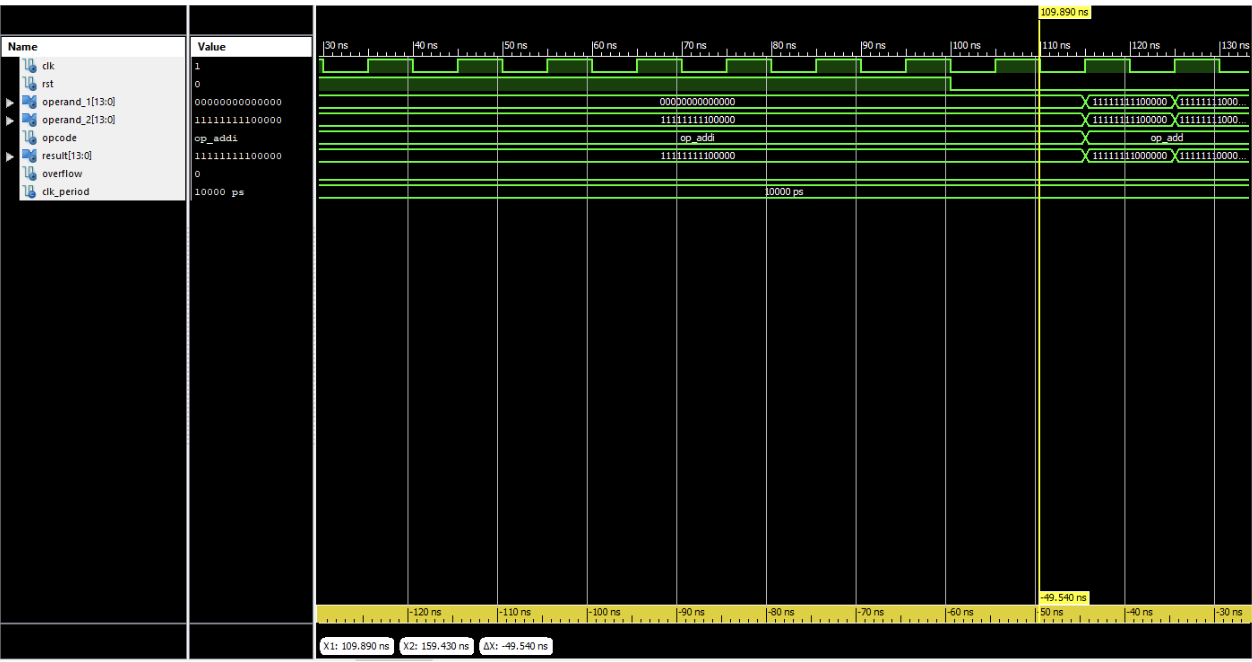 109.890 ns
Name Value
30 ns 40 ns 50 ns 60 ns 70 ns 80 ns 90 ns 100 ns 110 ns 120 ns 130 ns
clk 1
rst 0
operand_1[13:0] 00000000000000 00000000000000 11111111100000 11111111000...
operand_2[13:0] 11111111100000 11111111100000 11111111100000 11111111000...
opcode op_addi op_addi op_add
result[13:0] 11111111100000 11111111100000 11111111000000 11111110000...
overflow 0
clk_period 10000 ps 10000 ps
-49.540 ns
-120 ns -110 ns -100 ns -90 ns -80 ns -70 ns -60 ns -50 ns -40 ns -30 ns
X1: 109.890 ns X2: 159.430 ns ΔX: -49.540 ns